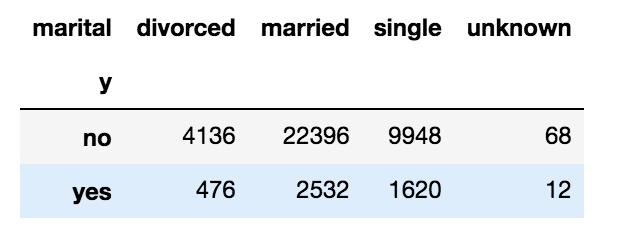 marital divorced married single unknown
y
no 4136 22396 9948 68
yes 476 2532 1620 12